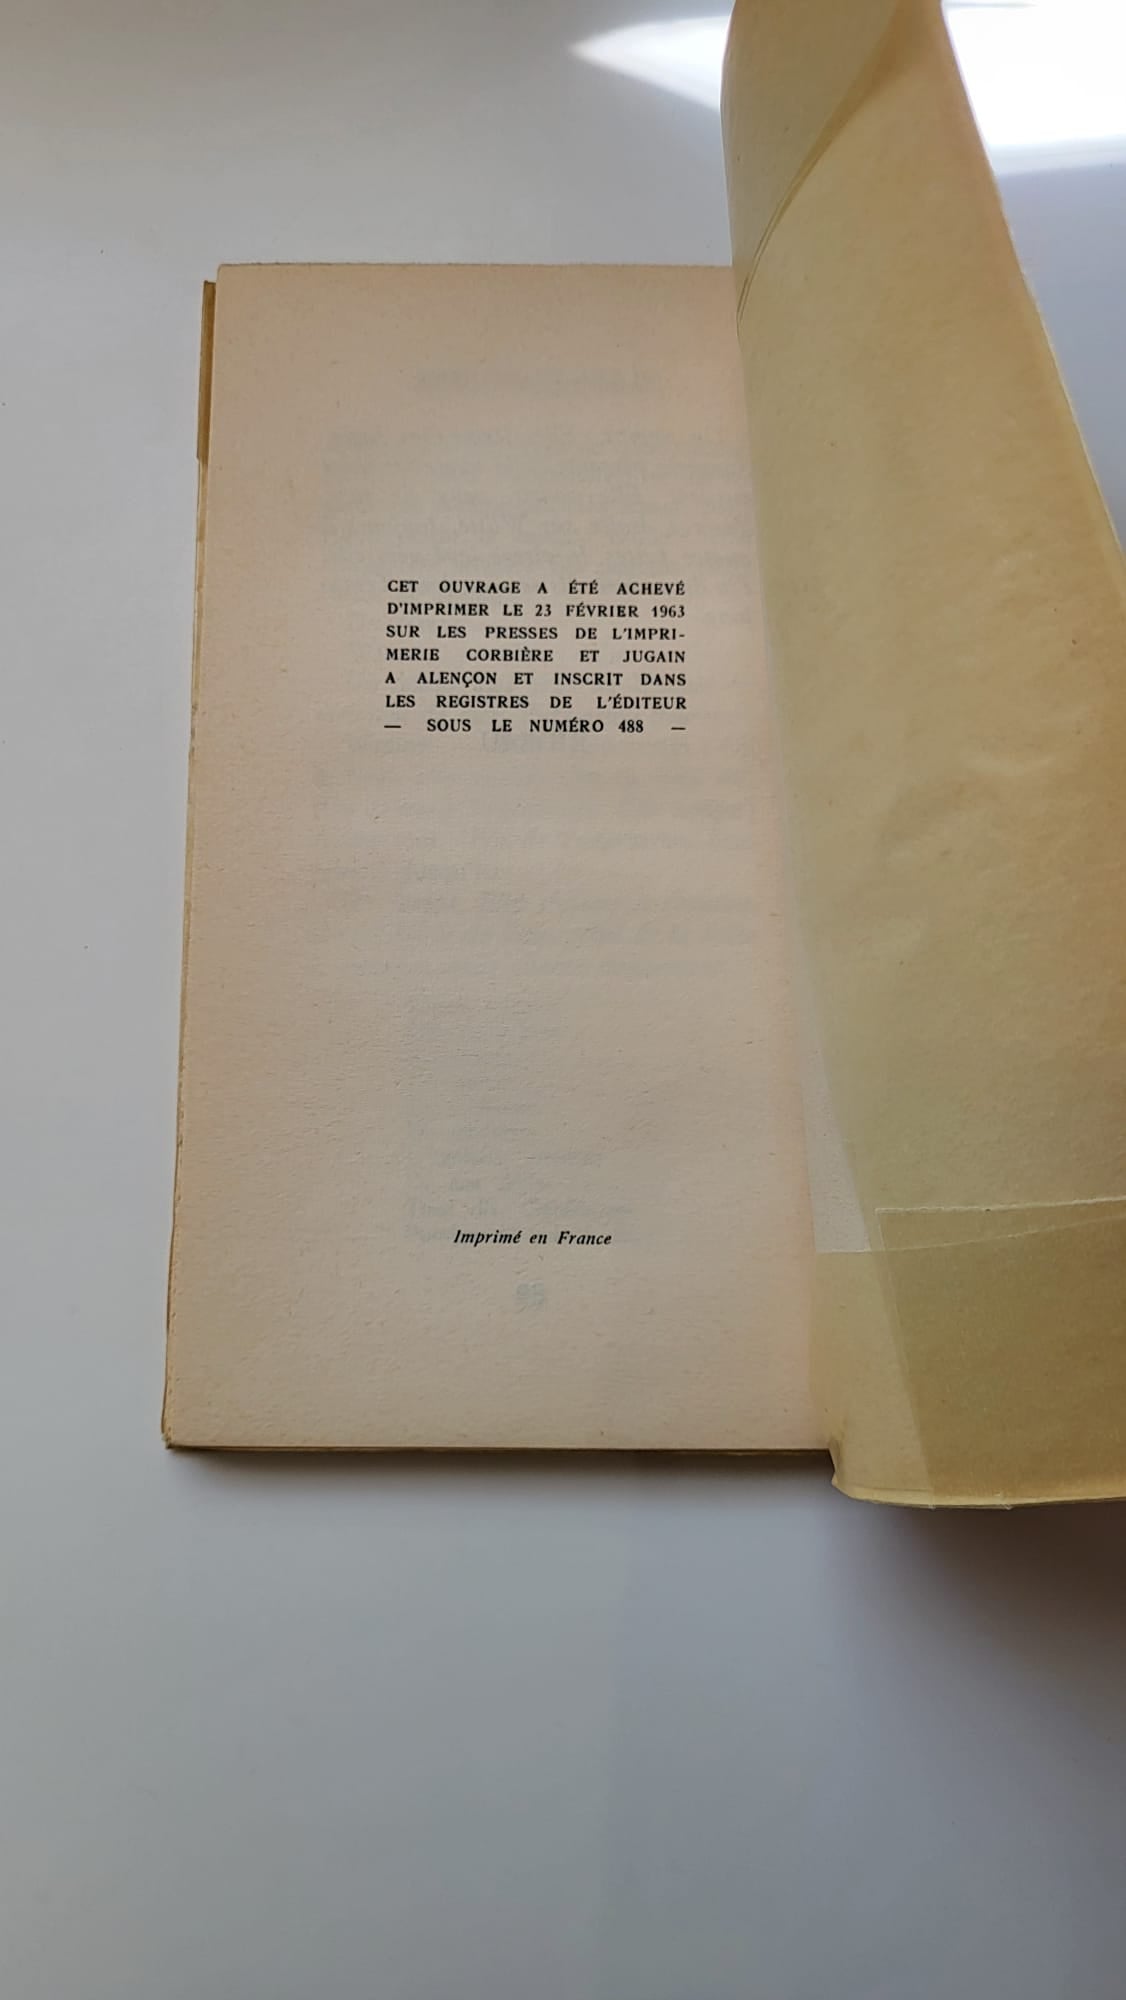 CET OUVRAGE A ÉTÉ ACHEVÉ
D'IMPRIMER LE 23 FÉVRIER 1963
SUR LES PRESSES DE L'IMPRI-
MERIE CORBIÈRE ET JUGAIN
A ALENÇON ET INSCRIT DANS
LES REGISTRES DE L'ÉDITEUR
— SOUS LE NUMÉRO 488 —
Imprimé en France